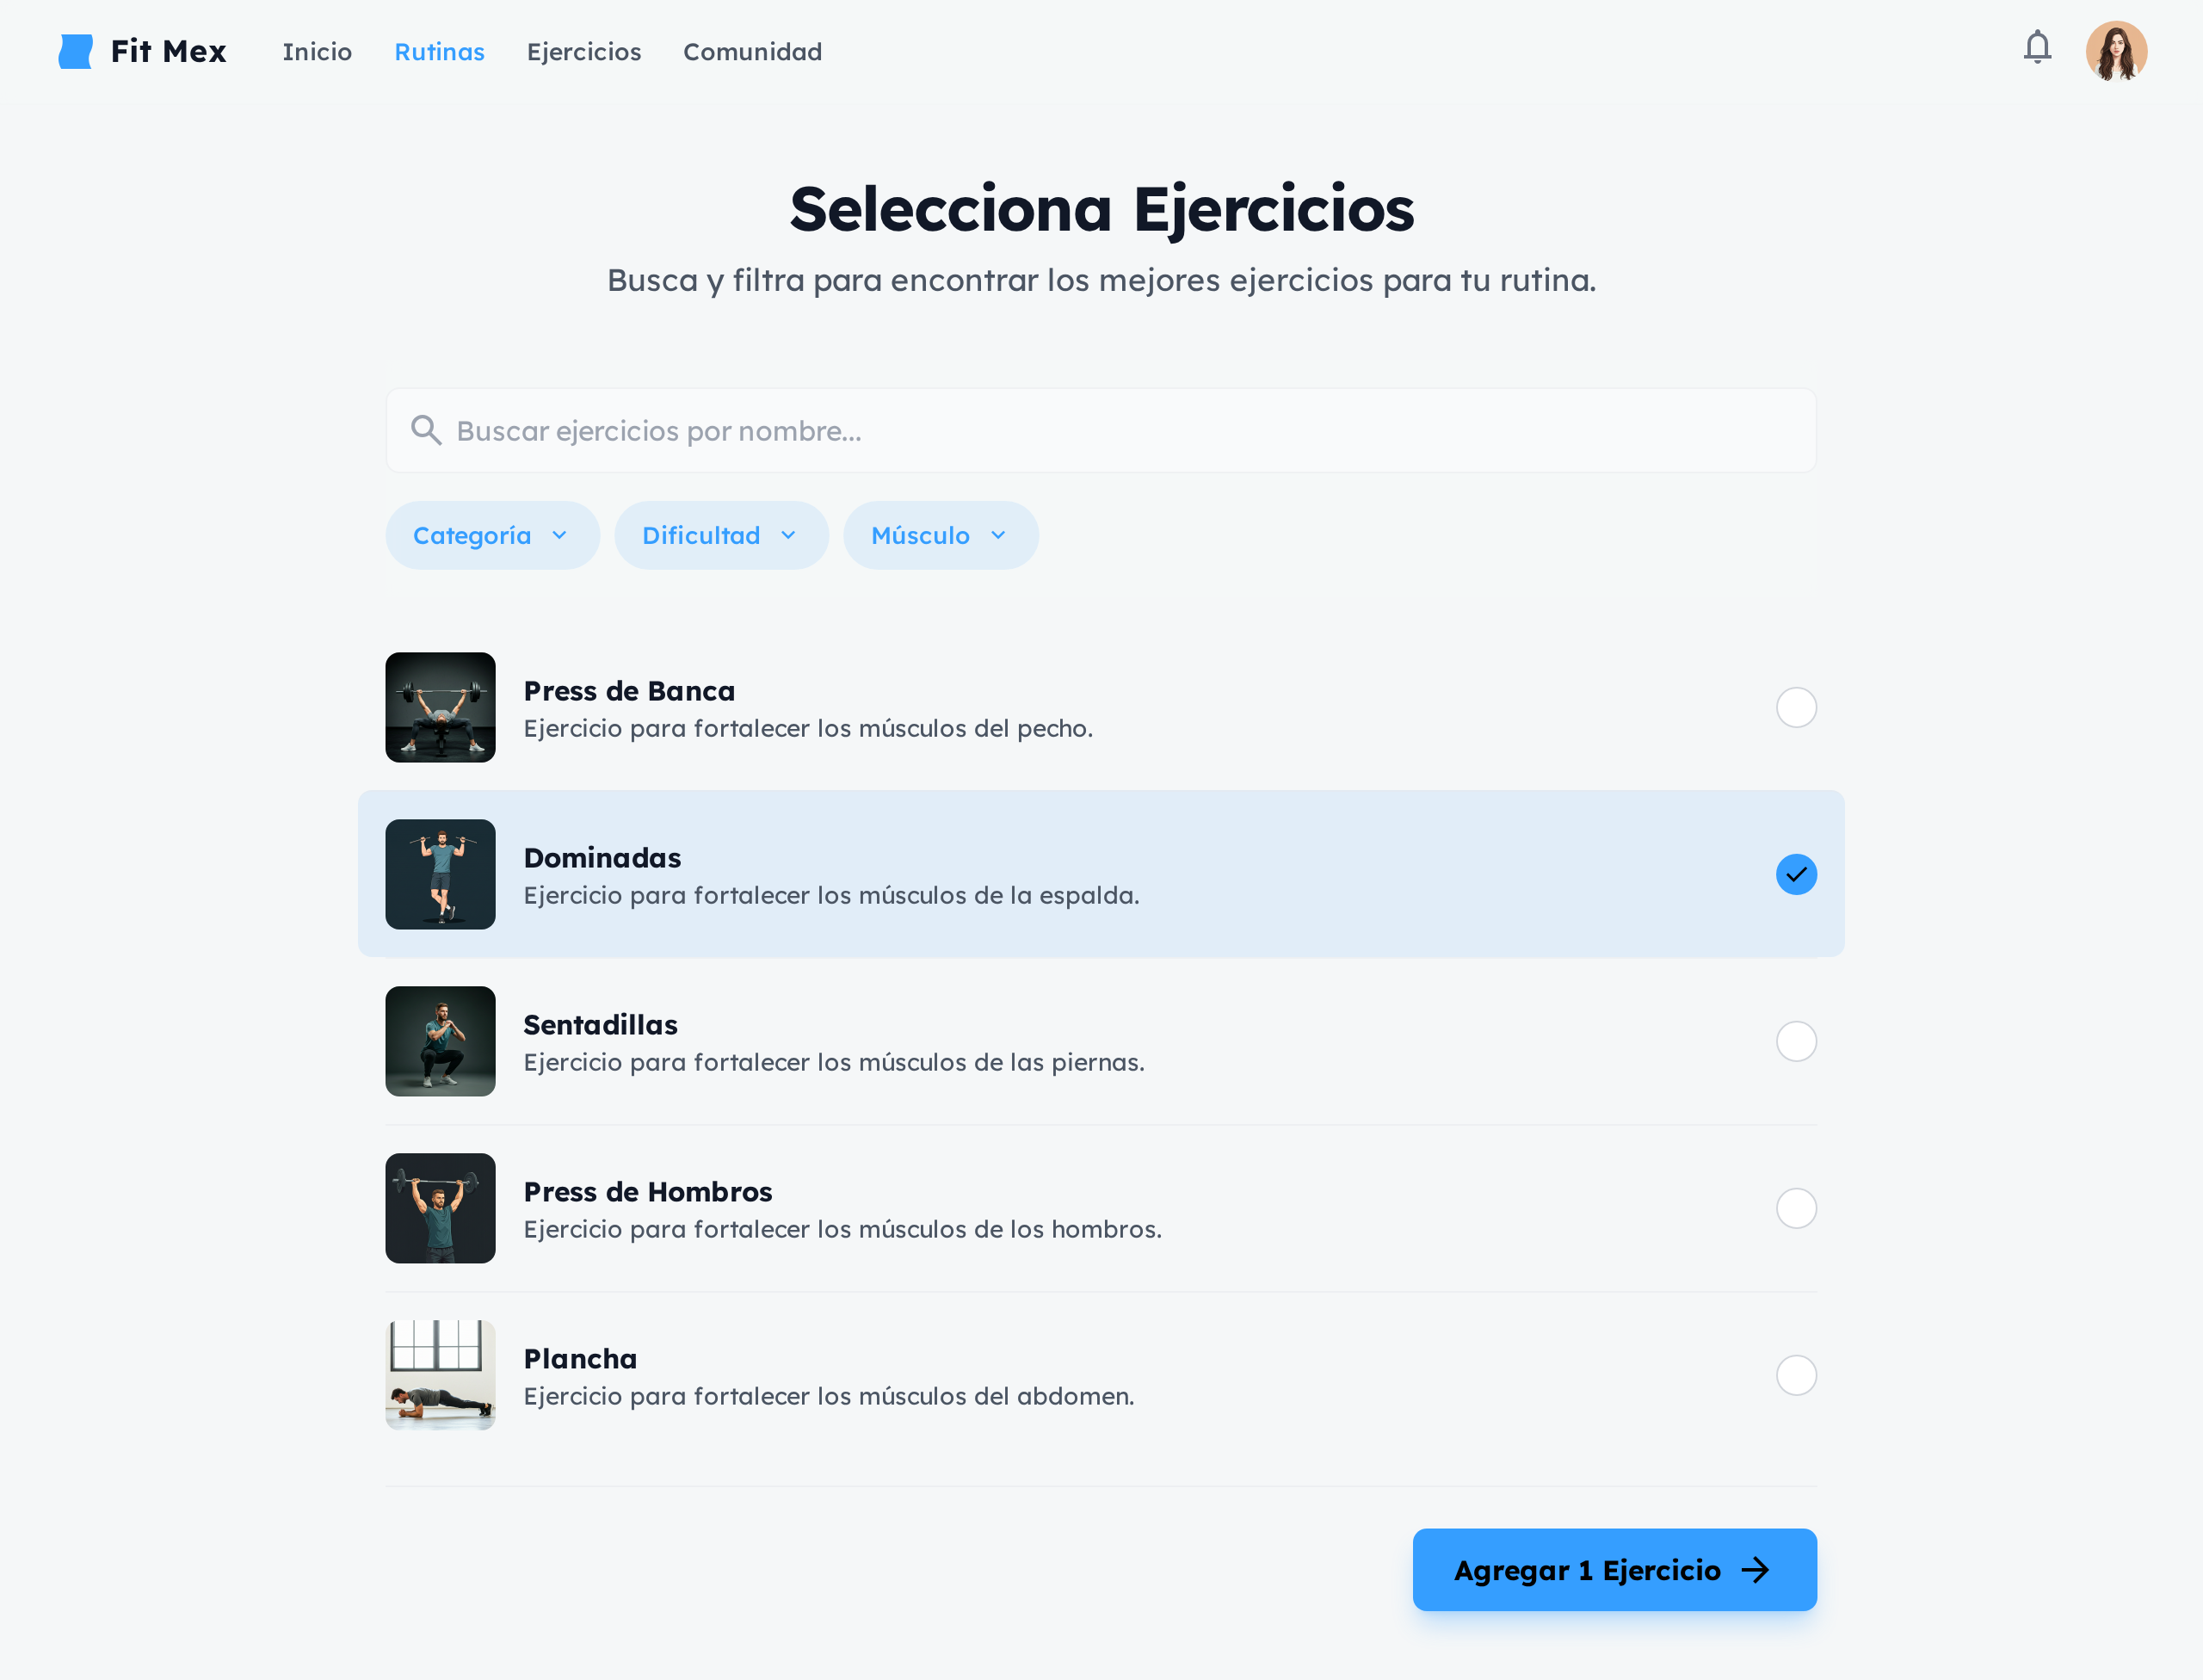 Fit Mex
Inicio
Rutinas
Ejercicios
Comunidad
Selecciona Ejercicios
Busca y filtra para encontrar los mejores ejercicios para tu rutina.
Buscar ejercicios por nombre...
Categoría
Dificultad
Músculo
Press de Banca
Ejercicio para fortalecer los músculos del pecho.
Dominadas
Ejercicio para fortalecer los músculos de la espalda.
Sentadillas
Ejercicio para fortalecer los músculos de las piernas.
Press de Hombros
Ejercicio para fortalecer los músculos de los hombros.
Plancha
Ejercicio para fortalecer los músculos del abdomen.
Agregar 1 Ejercicio